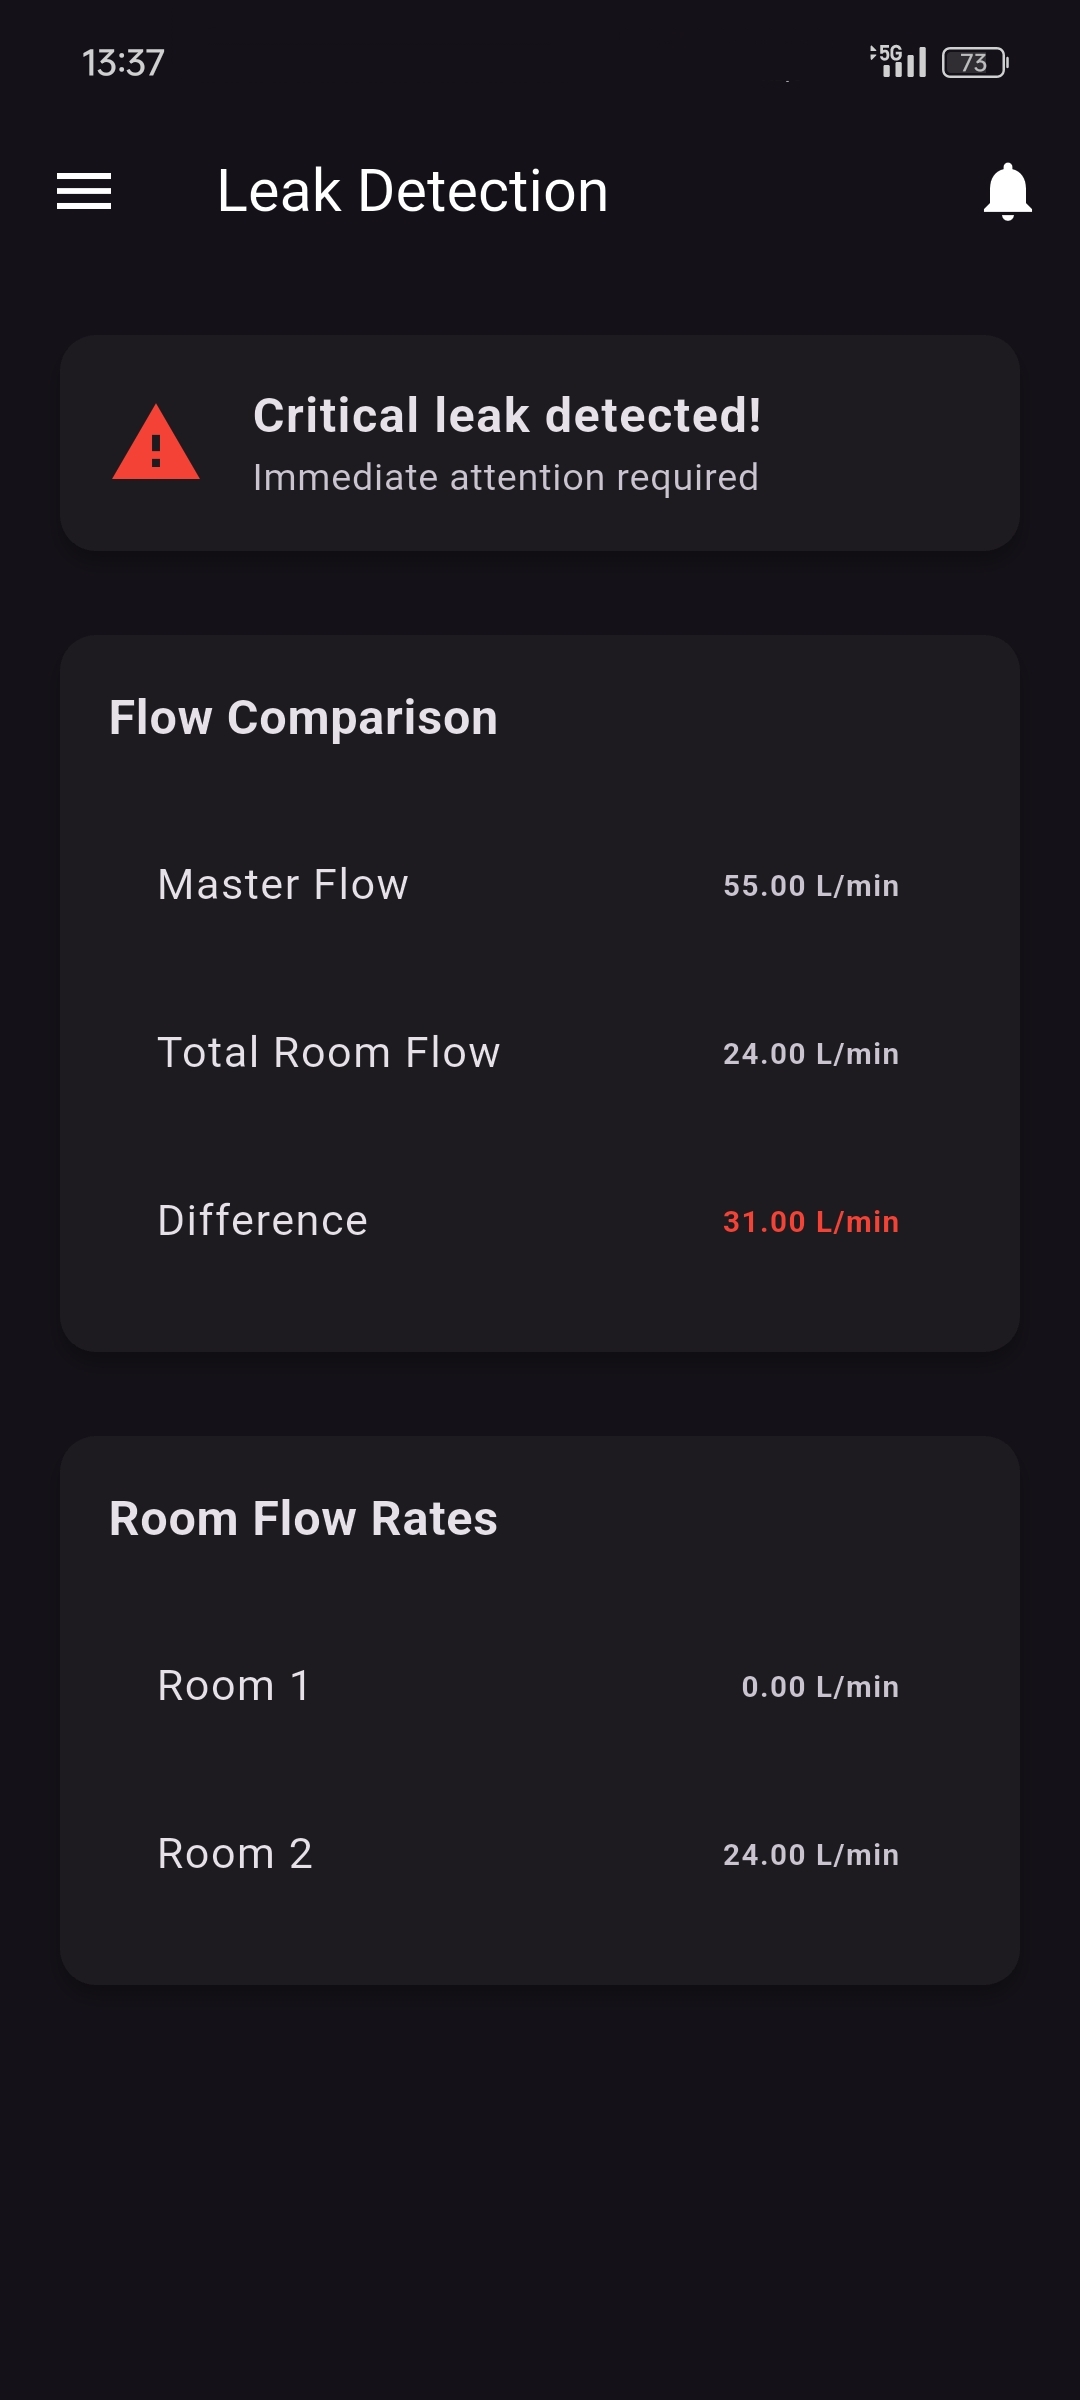 13:37
5G
73
Leak Detection
Critical leak detected!
Immediate attention required
Flow Comparison
Master Flow 55.00 L/min
Total Room Flow 24.00 L/min
Difference 31.00 L/min
Room Flow Rates
Room 1 0.00 L/min
Room 2 24.00 L/min